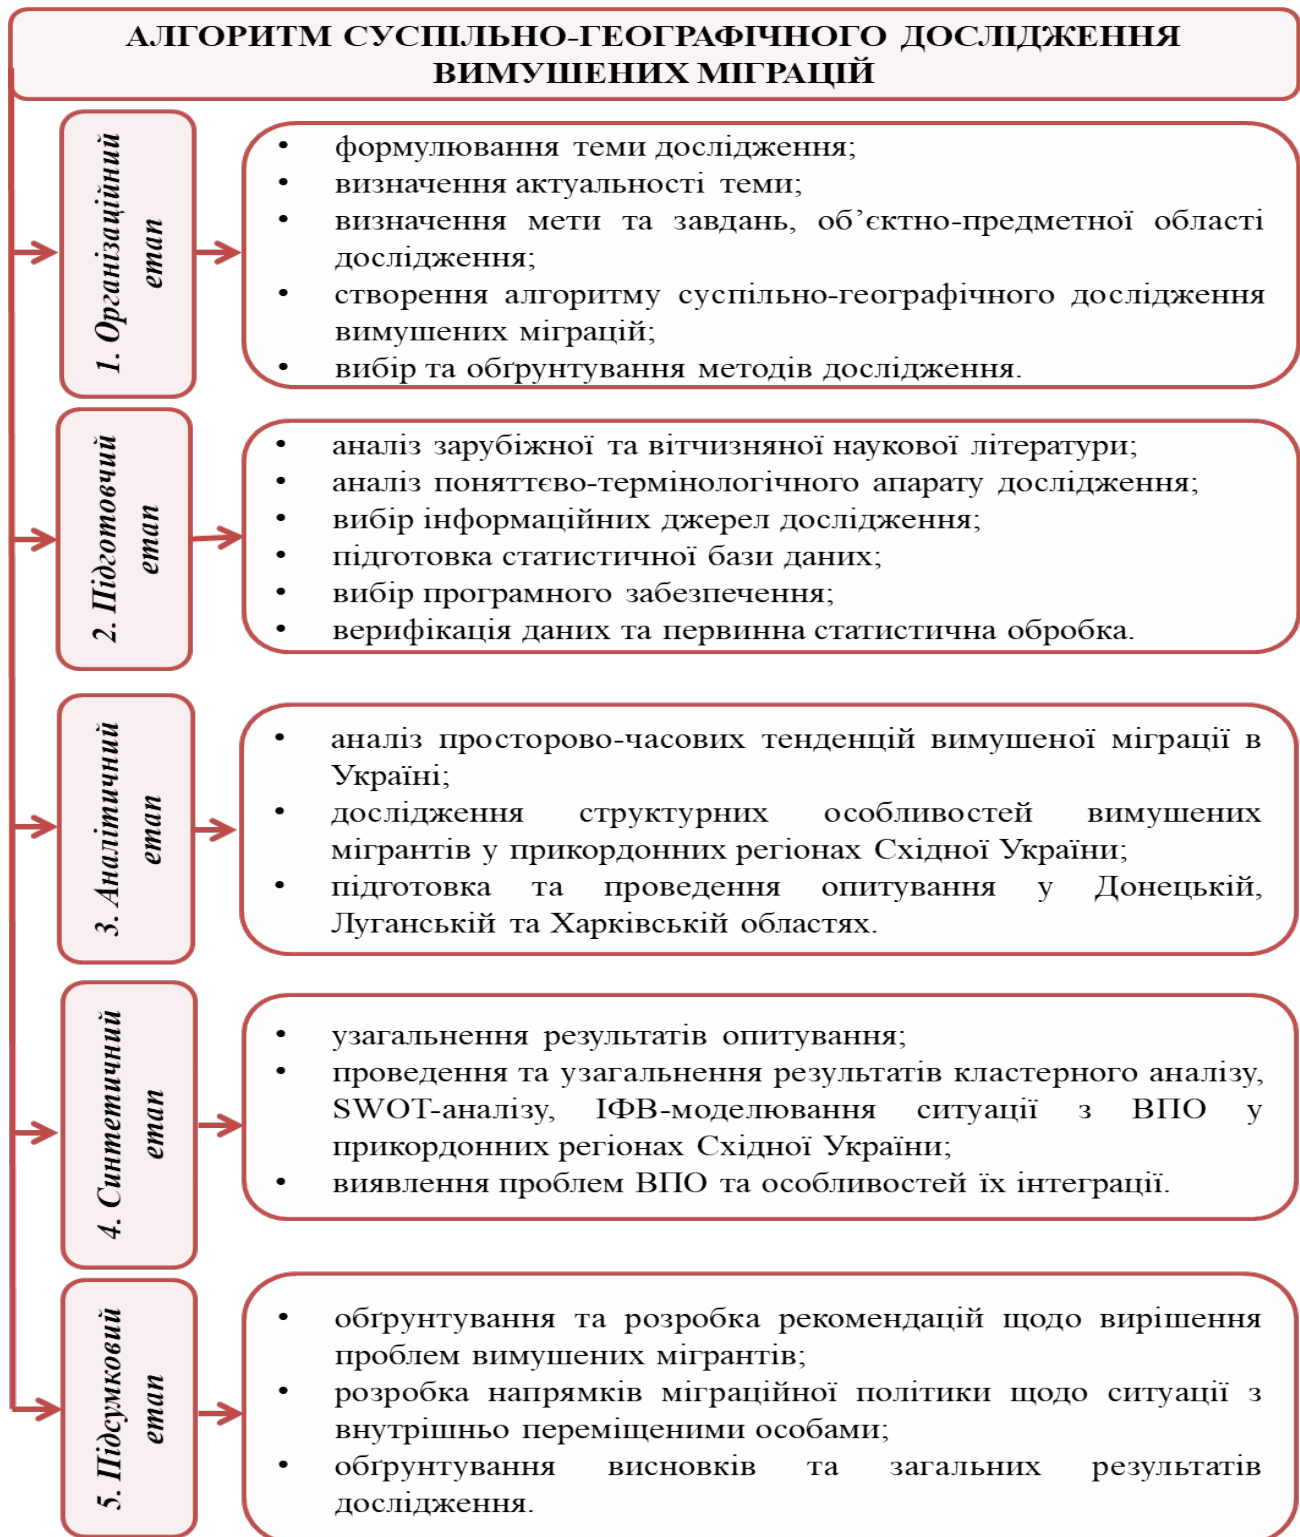 АЛГОРИТМ СУСПІЛЬНО-ГЕОГРАФІЧНОГО ДОСЛІДЖЕННЯ
ВИМУШЕНИХ МІГРАЦІЙ
1. Організаційний
етап
• формулювання теми дослідження;
• визначення актуальності теми;
• визначення мети та завдань, об’єктно-предметної області
дослідження;
• створення алгоритму суспільно-географічного дослідження
вимушених міграцій;
• вибір та обґрунтування методів дослідження.
2. Підготовчий
етап
• аналіз зарубіжної та вітчизняної наукової літератури;
• аналіз поняттєво-термінологічного апарату дослідження;
• вибір інформаційних джерел дослідження;
• підготовка статистичної бази даних;
• вибір програмного забезпечення;
• верифікація даних та первинна статистична обробка.
3. Аналітичний
етап
• аналіз просторово-часових тенденцій вимушеної міграції в
Україні;
• дослідження структурних особливостей вимушених
мігрантів у прикордонних регіонах Східної України;
• підготовка та проведення опитування у Донецькій,
Луганській та Харківській областях.
4. Синтетичний
етап
• узагальнення результатів опитування;
• проведення та узагальнення результатів кластерного аналізу,
SWOT-аналізу, ІФВ-моделювання ситуації з ВПО у
прикордонних регіонах Східної України;
• виявлення проблем ВПО та особливостей їх інтеграції.
5. Підсумковий
етап
• обґрунтування та розробка рекомендацій щодо вирішення
проблем вимушених мігрантів;
• розробка напрямків міграційної політики щодо ситуації з
внутрішньо переміщеними особами;
• обґрунтування висновків та загальних результатів
дослідження.